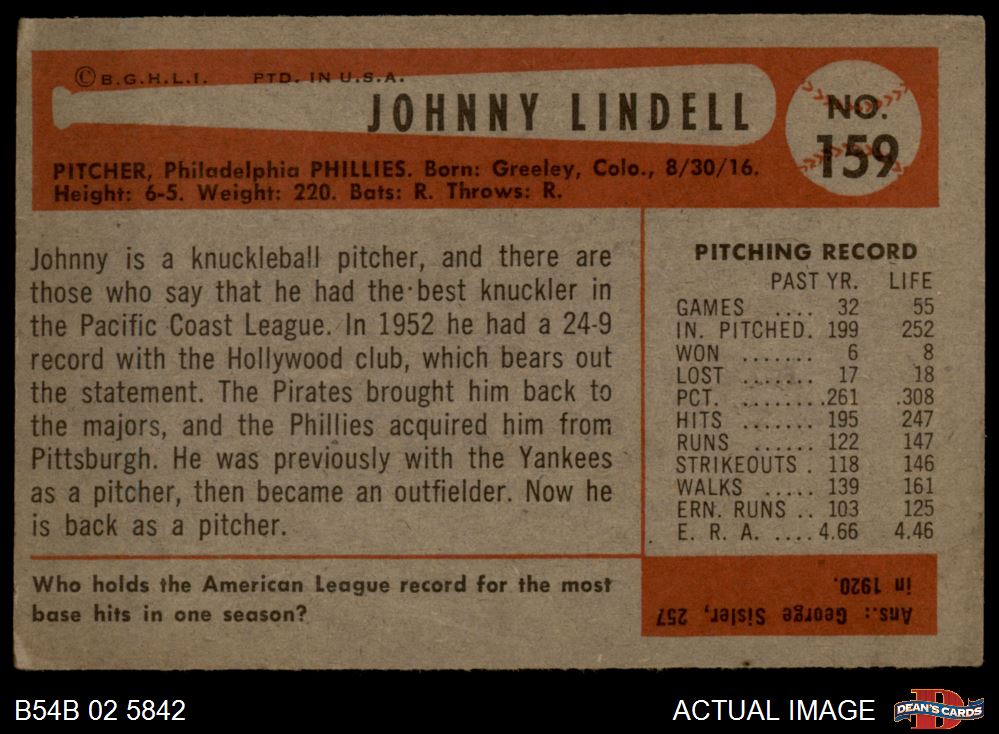 ©B.G.H.L.I. PTD. IN U.S.A.
JOHNNY LINDELL
NO.
159
PITCHER, Philadelphia PHILLIES. Born: Greeley, Colo., 8/30/16.
Height: 6-5. Weight: 220. Bats: R. Throws: R.
Johnny is a knuckleball pitcher, and there are
those who say that he had the best knuckler in
the Pacific Coast League. In 1952 he had a 24-9
record with the Hollywood club, which bears out
the statement. The Pirates brought him back to
the majors, and the Phillies acquired him from
Pittsburgh. He was previously with the Yankees
as a pitcher, then became an outfielder. Now he
is back as a pitcher.
PITCHING RECORD
PAST YR. LIFE
GAMES .... 32 55
IN. PITCHED. 199 252
WON ....... 6 8
LOST ....... 17 18
PCT. ........ .261 .308
HITS ....... 195 247
RUNS ...... 122 147
STRIKEOUTS . 118 146
WALKS ..... 139 161
ERN. RUNS .. 103 125
E. R. A. .... 4.66 4.46
Who holds the American League record for the most
base hits in one season?
Ans.: George Sisler, 257
in 1920.
B54B 02 5842
ACTUAL IMAGE
DEAN'S CARDS